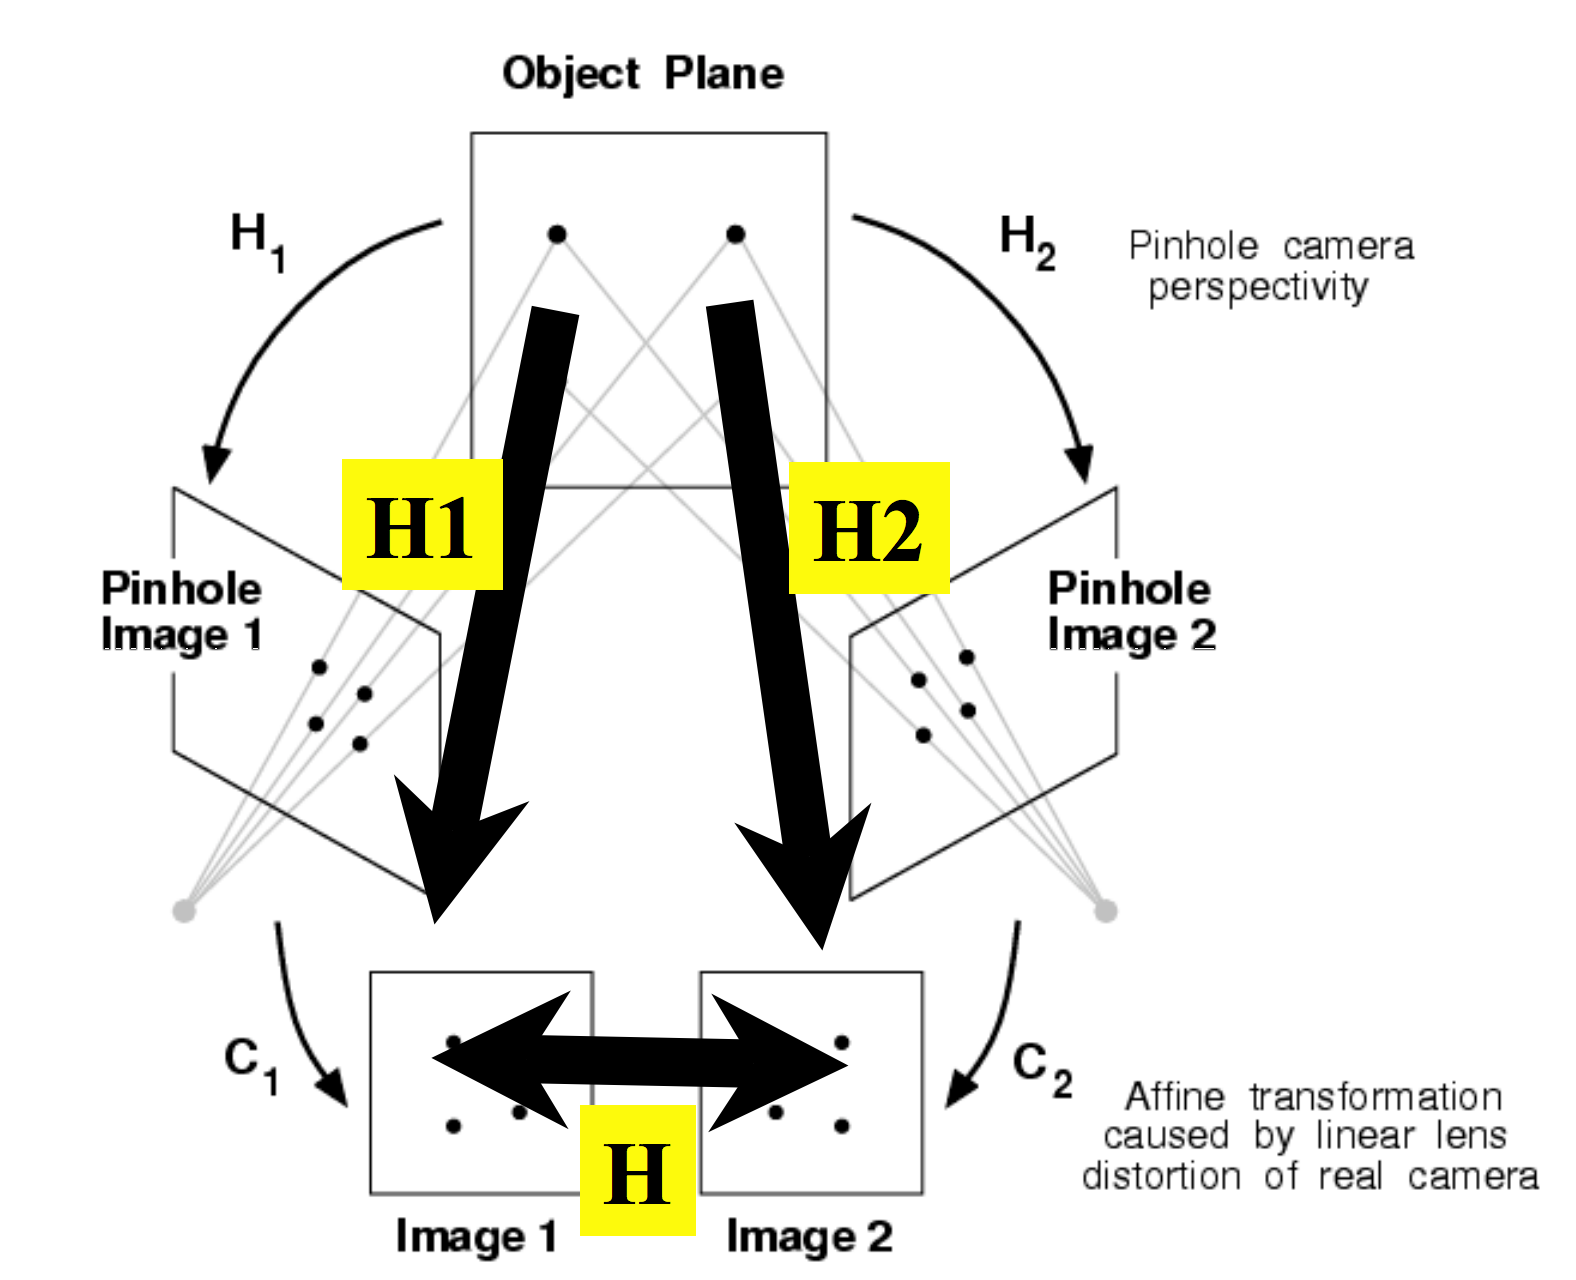 Object Plane
H1
H2
Pinhole camera
perspectivity
H1
H2
Pinhole
Image 1
Pinhole
Image 2
C1
C2
Affine transformation
caused by linear lens
distortion of real camera
H
Image 1
Image 2